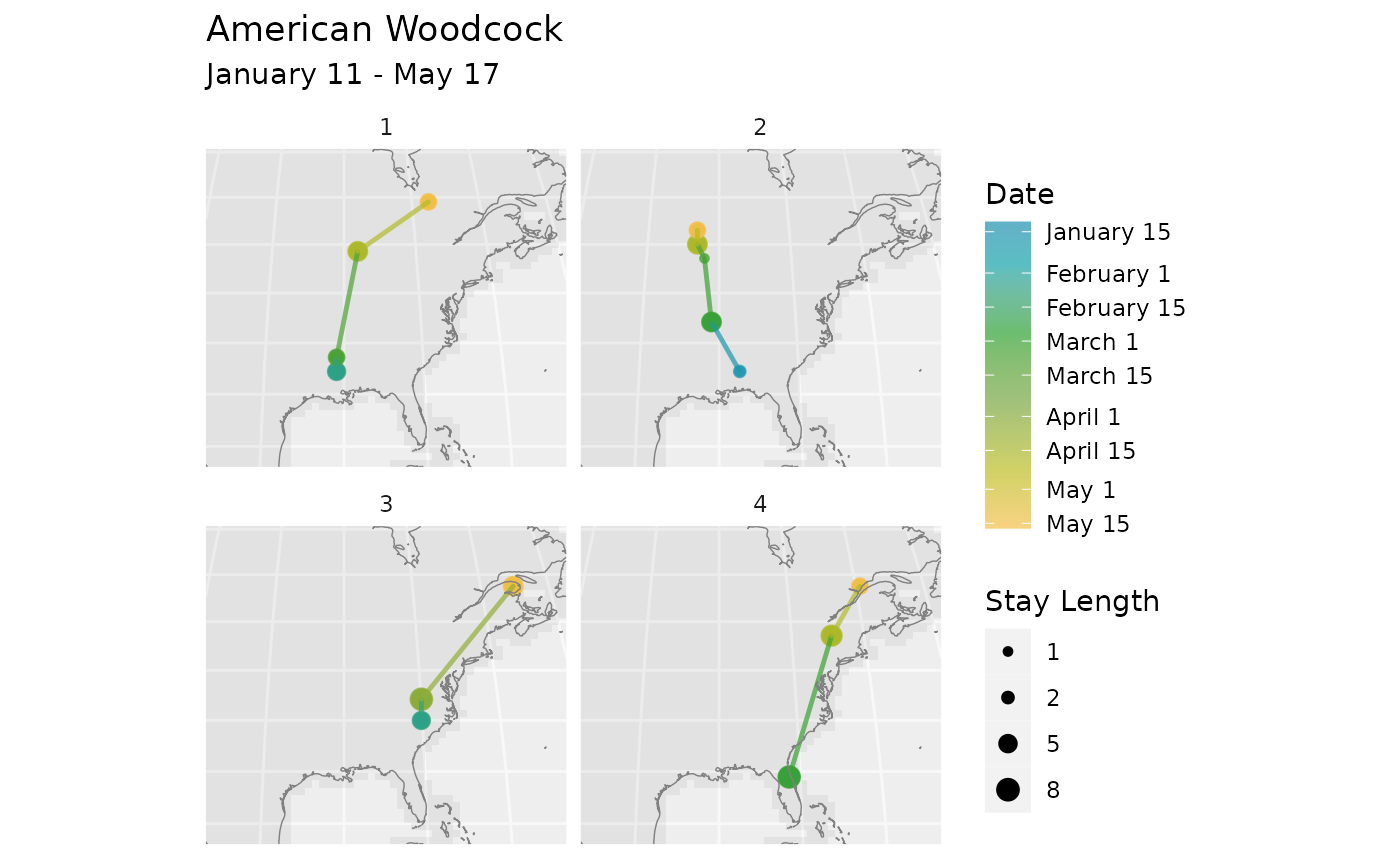 American Woodcock
January 11 - May 17
1
2
3
4
Date
January 15
February 1
February 15
March 1
March 15
April 1
April 15
May 1
May 15
Stay Length
1
2
5
8